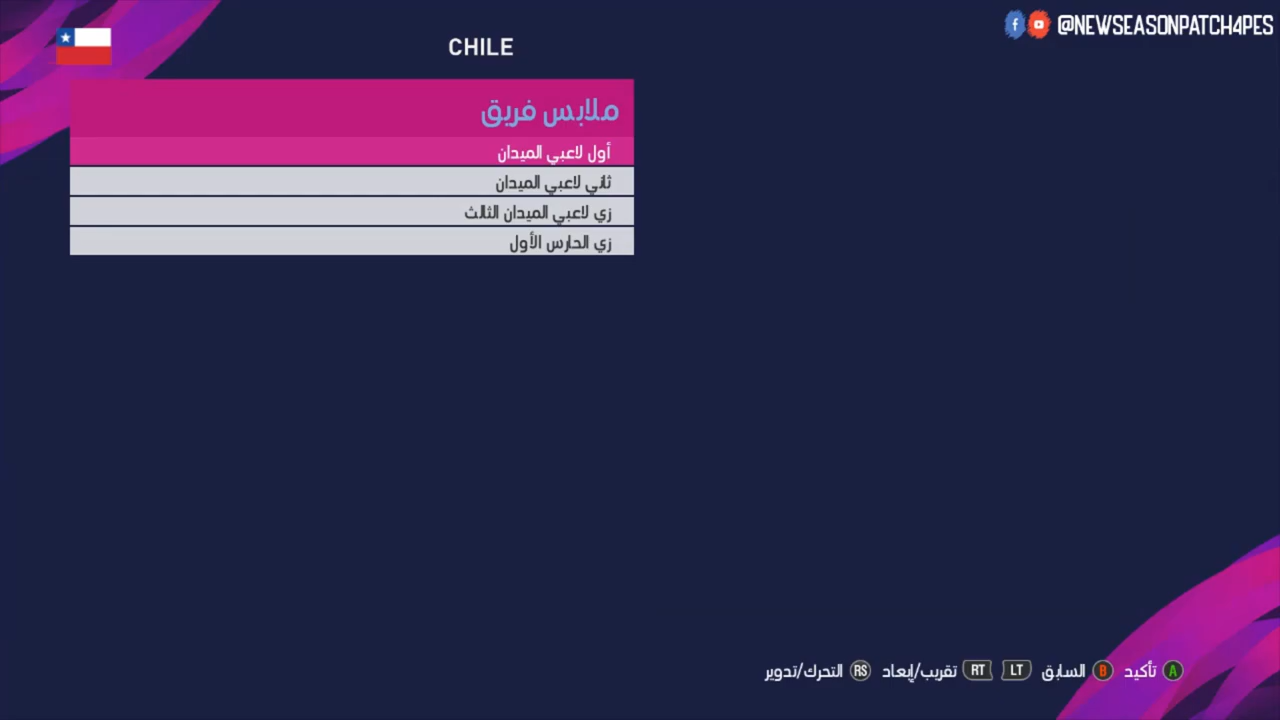 @NEWSEASONPATCH4PES
CHILE
ملابس فريق
أول لاعبي الميدان
ثاني لاعبي الميدان
زي لاعبي الميدان الثالث
زي الحارس الأول
A تأكيد B السابق LT RT تقريب/إبعاد RS التحرك/تدوير